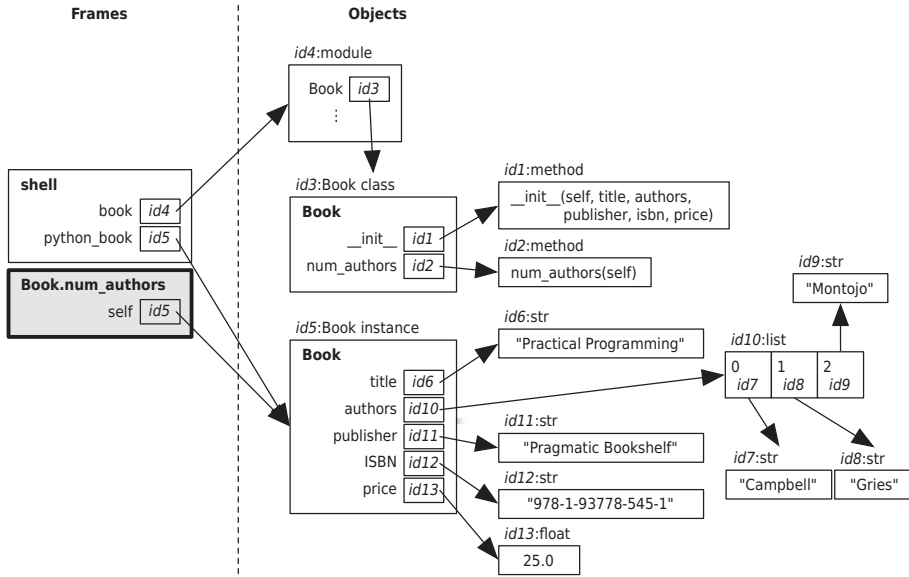 Frames
Objects
id4:module
Book id3
⋮
shell
book id4
python_book id5
Book.num_authors
self id5
id3:Book class
Book
__init__ id1
num_authors id2
id1:method
__init__(self, title, authors,
publisher, isbn, price)
id2:method
num_authors(self)
id5:Book instance
Book
title id6
authors id10
publisher id11
ISBN id12
price id13
id6:str
"Practical Programming"
id9:str
"Montojo"
id10:list
0 1 2
id7 id8 id9
id11:str
"Pragmatic Bookshelf"
id7:str
"Campbell"
id8:str
"Gries"
id12:str
"978-1-93778-545-1"
id13:float
25.0